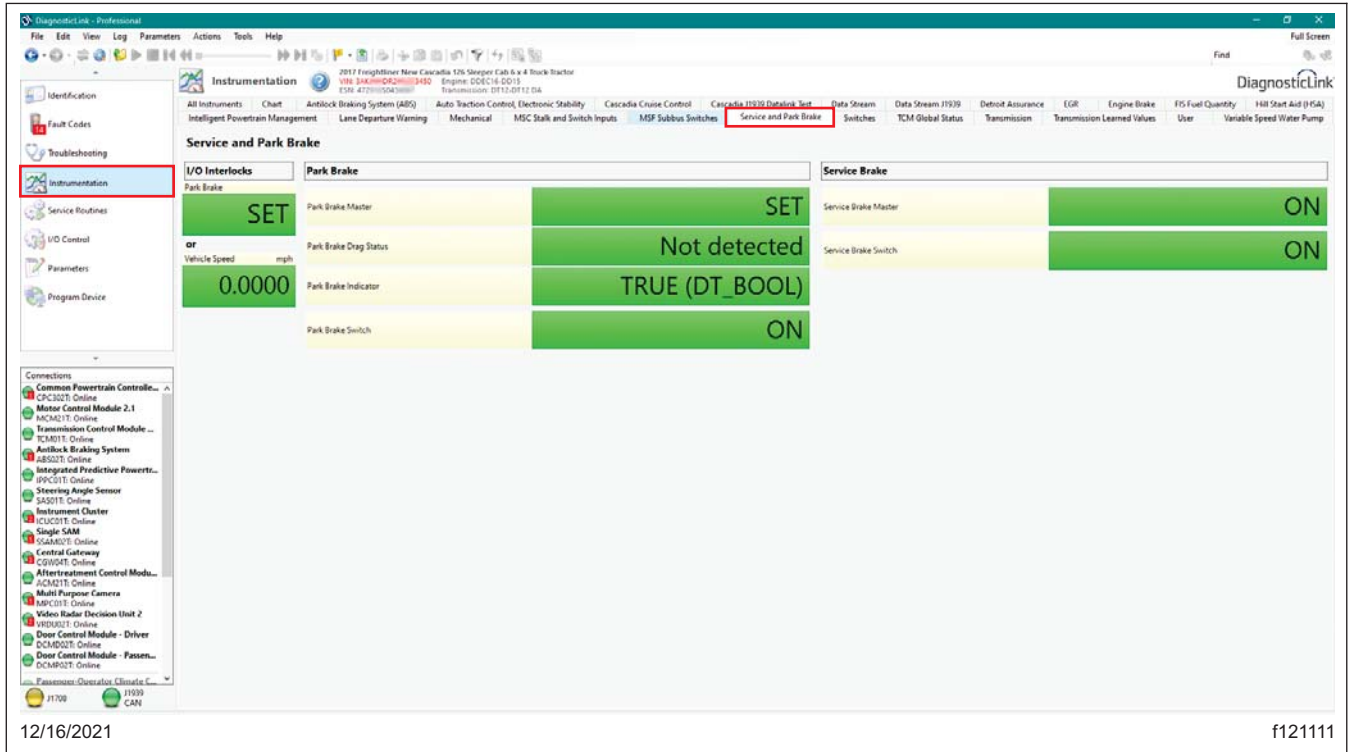 DiagnosticLink - Professional
File Edit View Log Parameters Actions Tools Help Full Screen
Find
Instrumentation
2017 Freightliner New Cascadia 126 Sleeper Cab 6 x 4 Truck-Tractor
VIN: 3450 Engine: DDEC16-DD15
ESN: Transmission: DT12-DT12 DA
DiagnosticLink
All Instruments Chart Antilock Braking System (ABS) Auto Traction Control, Electronic Stability Cascadia Cruise Control Cascadia J1939 Datalink Test Data Stream Data Stream J1939 Detroit Assurance EGR Engine Brake FIS Fuel Quantity Hill Start Aid (HSA)
Intelligent Powertrain Management Lane Departure Warning Mechanical MSC Stalk and Switch Inputs MSF Subbus Switches Service and Park Brake Switches TCM Global Status Transmission Transmission Learned Values User Variable Speed Water Pump
Identification
Fault Codes
Troubleshooting
Instrumentation
Service Routines
I/O Control
Parameters
Program Device
Service and Park Brake
I/O Interlocks
Park Brake
SET
or
Vehicle Speed mph
0.0000
Park Brake
Park Brake Master SET
Park Brake Drag Status Not detected
Park Brake Indicator TRUE (DT_BOOL)
Park Brake Switch ON
Service Brake
Service Brake Master ON
Service Brake Switch ON
Connections
Common Powertrain Controlle...
CPC302T: Online
Motor Control Module 2.1
MCM21T: Online
Transmission Control Module ...
TCM01T: Online
Antilock Braking System
ABS02T: Online
Integrated Predictive Powertr...
IPPC01T: Online
Steering Angle Sensor
SAS01T: Online
Instrument Cluster
ICUC01T: Online
Single SAM
SSAM02T: Online
Central Gateway
CGW04T: Online
Aftertreatment Control Modu...
ACM21T: Online
Multi Purpose Camera
MPC01T: Online
Video Radar Decision Unit 2
VRDU02T: Online
Door Control Module - Driver
DCMD02T: Online
Door Control Module - Passen...
DCMP02T: Online
Passenger-Operator Climate C...
J1708
J1939
CAN
12/16/2021 f121111